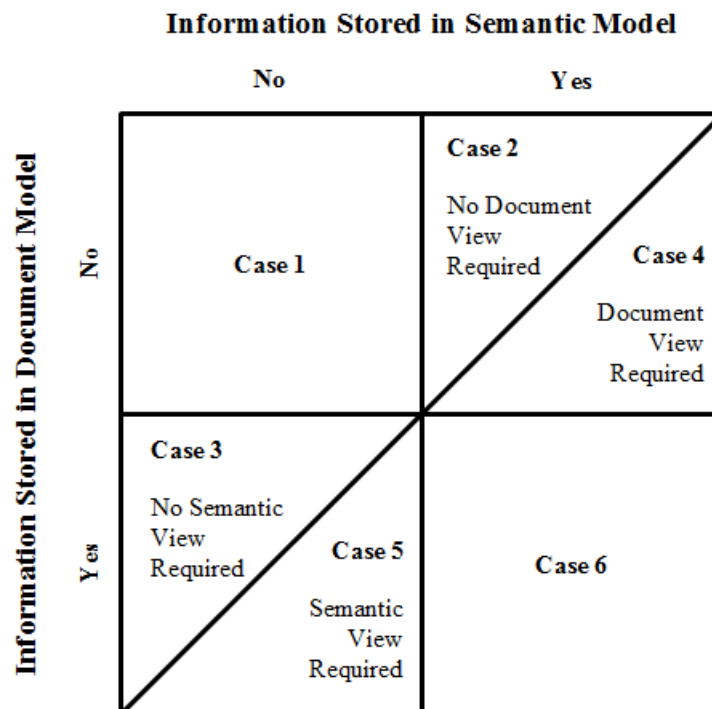 Information Stored in Semantic Model
No
Yes
Information Stored in Document Model
No
Yes
Case 1
Case 2
No Document
View
Required
Case 4
Document
View
Required
Case 3
No Semantic
View
Required
Case 5
Semantic
View
Required
Case 6